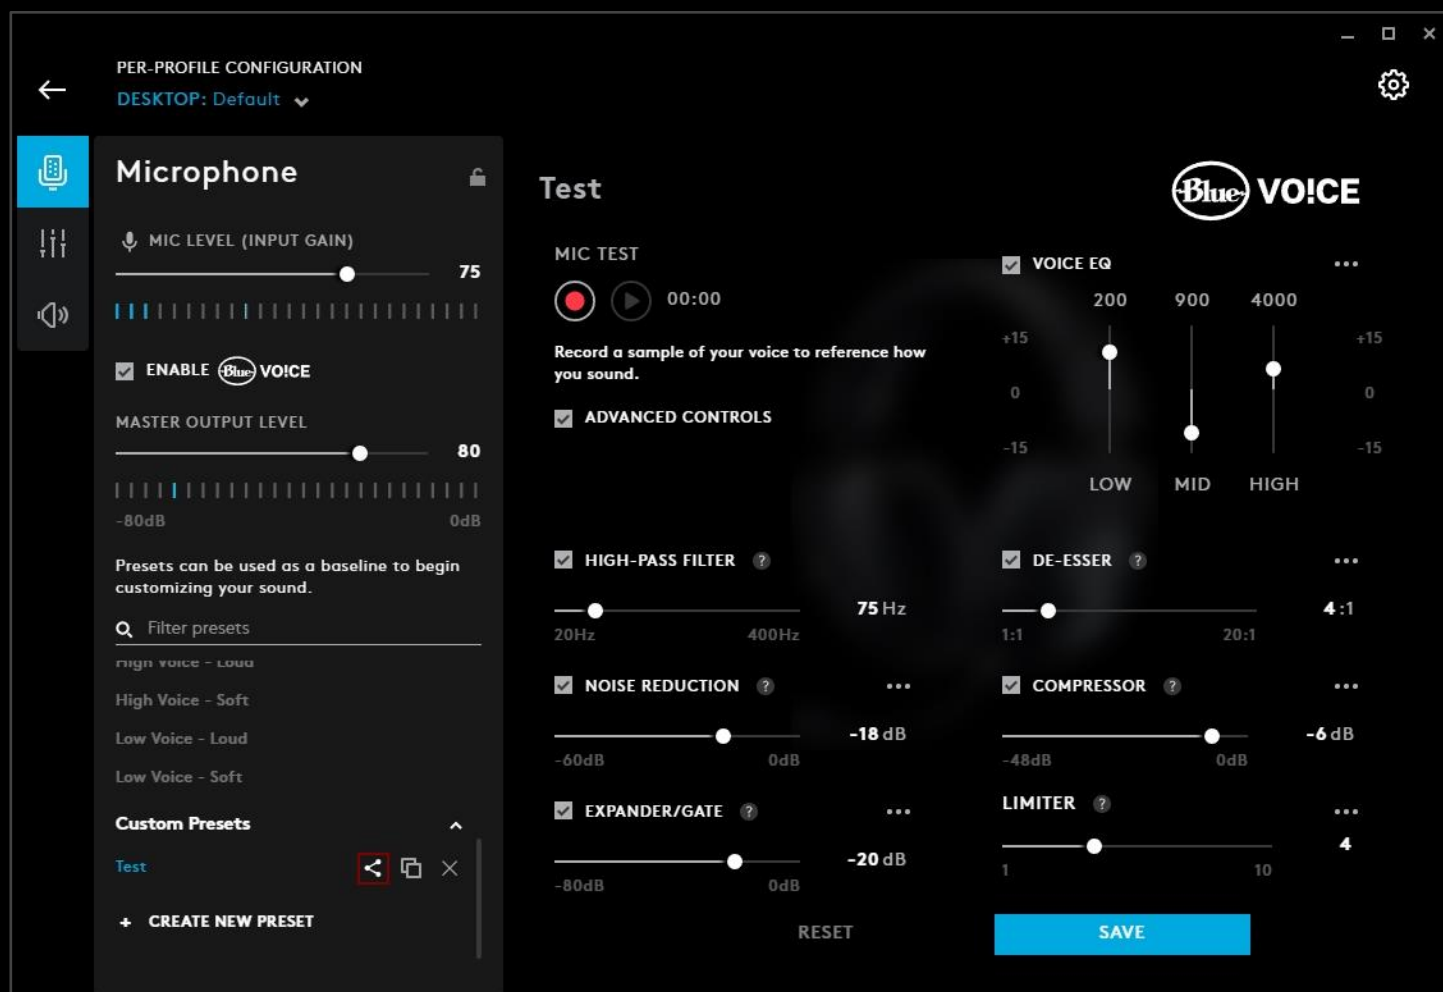 PER-PROFILE CONFIGURATION
DESKTOP: Default
Microphone
MIC LEVEL (INPUT GAIN)
75
ENABLE Blue VO!CE
MASTER OUTPUT LEVEL
80
-80dB 0dB
Presets can be used as a baseline to begin
customizing your sound.
Filter presets
High Voice - Loud
High Voice - Soft
Low Voice - Loud
Low Voice - Soft
Custom Presets
Test
+ CREATE NEW PRESET
Test
Blue VO!CE
MIC TEST
00:00
Record a sample of your voice to reference how
you sound.
ADVANCED CONTROLS
VOICE EQ
200 900 4000
+15 +15
0 0
-15 -15
LOW MID HIGH
HIGH-PASS FILTER ?
75 Hz
20Hz 400Hz
DE-ESSER ?
4 :1
1:1 20:1
NOISE REDUCTION ?
-18 dB
-60dB 0dB
COMPRESSOR ?
-6 dB
-48dB 0dB
EXPANDER/GATE ?
-20 dB
-80dB 0dB
LIMITER ?
4
1 10
RESET
SAVE